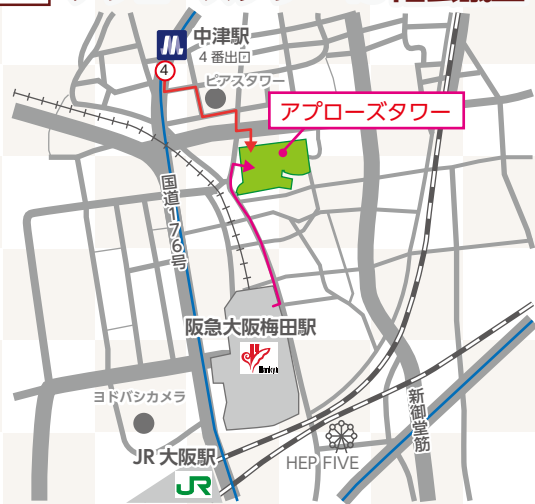 中津駅
4番出口
4
ピアスタワー
アプローズタワー
国道176号
阪急大阪梅田駅
Hankyu
ヨドバシカメラ
新御堂筋
JR 大阪駅
HEP FIVE
JR